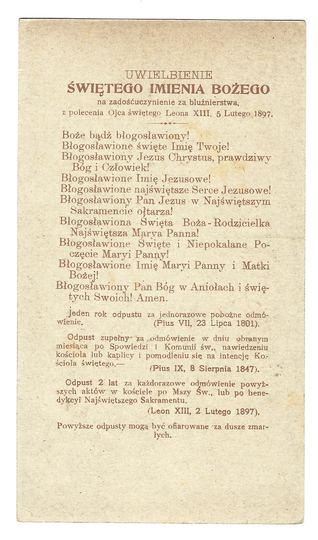 UWIELBIENIE
ŚWIĘTEGO IMIENIA BOŻEGO
na zadośćuczynienie za bluźnierstwa,
z polecenia Ojca świętego Leona XIII, 5 Lutego 1897.
Boże bądź błogosławiony!
Błogosławione święte Imię Twoje!
Błogosławiony Jezus Chrystus, prawdziwy
Bóg i Człowiek!
Błogosławione Imię Jezusowe!
Błogosławione najświętsze Serce Jezusowe!
Błogosławiony Pan Jezus w Najświętszym
Sakramencie ołtarza!
Błogosławiona Święta Boża-Rodzicielka
Najświętsza Marya Panna!
Błogosławione Święte i Niepokalane Po-
częcie Maryi Panny!
Błogosławione Imię Maryi Panny i Matki
Bożej!
Błogosławiony Pan Bóg w Aniołach i świę-
tych Swoich! Amen.
Jeden rok odpustu za jednorazowe pobożne odmó-
wienie. (Pius VII, 23 Lipca 1801).
Odpust zupełny za odmówienie w dniu obranym
miesiąca po Spowiedzi i Komunii św., nawiedzeniu
kościoła lub kaplicy i pomodleniu się na intencję Ko-
ścioła świętego.— (Pius IX, 8 Sierpnia 1847).
Odpust 2 lat za każdorazowe odmówienie powyż-
szych aktów w kościele po Mszy Św., lub po bene-
dykcyi Najświętszego Sakramentu.
(Leon XIII, 2 Lutego 1897).
Powyższe odpusty mogą być ofiarowane za dusze zmar-
łych.